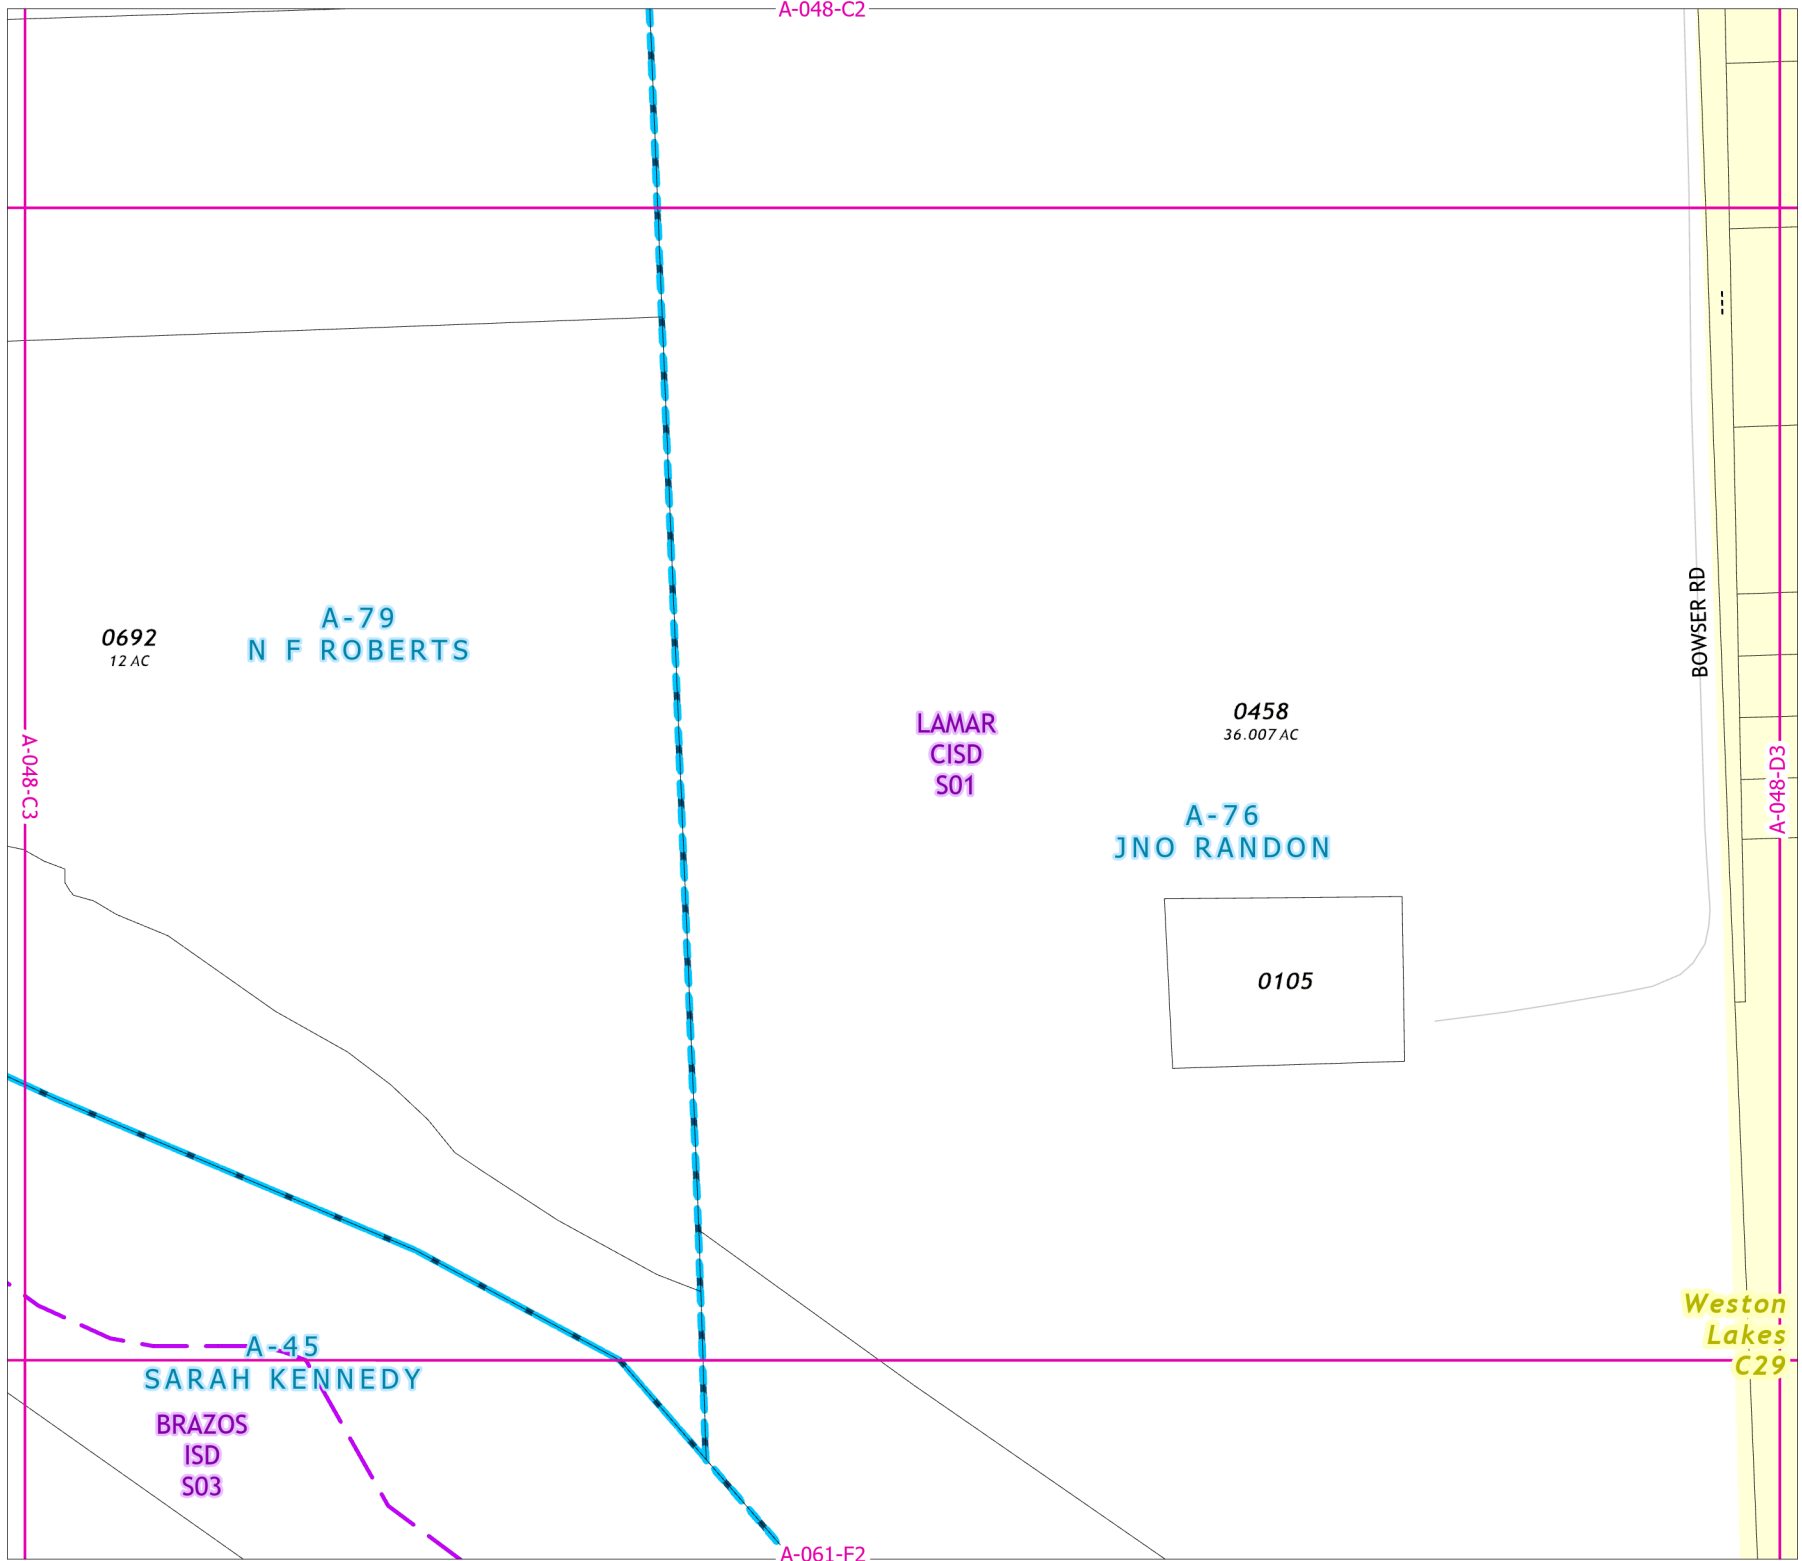 A-048-C2
BOWSER RD
A-79
N F ROBERTS
0692
12 AC
LAMAR
CISD
S01
0458
36.007 AC
A-048-C3
A-048-D3
A-76
JNO RANDON
0105
Weston
Lakes
C29
A-45
SARAH KENNEDY
BRAZOS
ISD
S03
A-061-F2